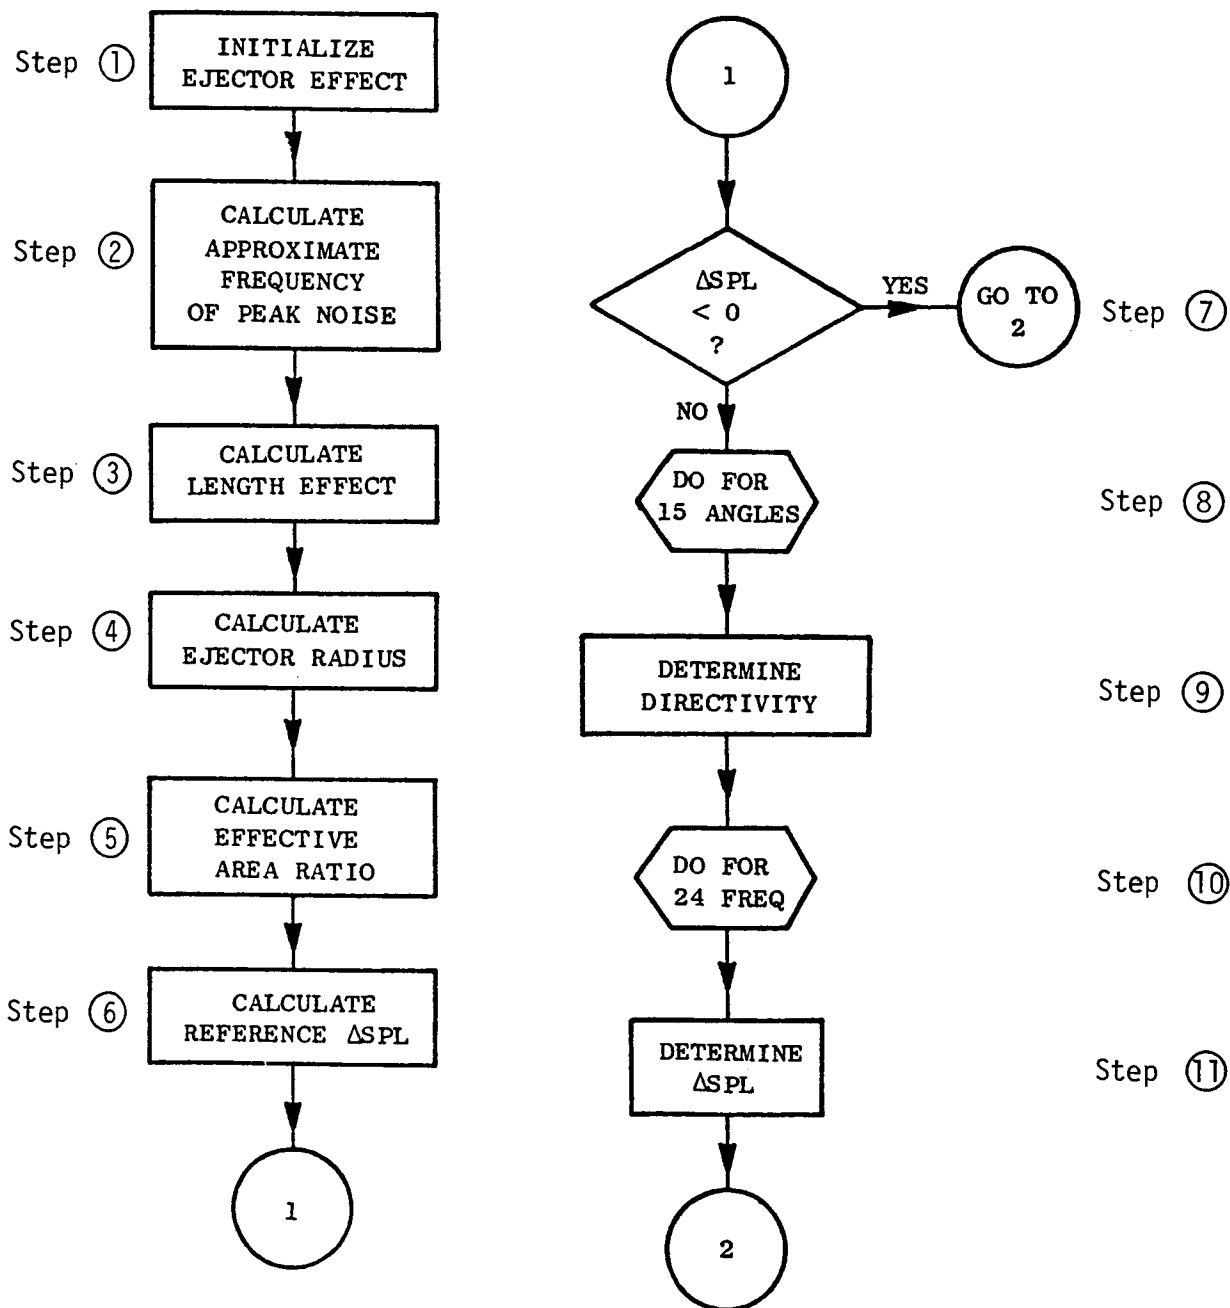 Step 1
INITIALIZE
EJECTOR EFFECT
Step 2
CALCULATE
APPROXIMATE
FREQUENCY
OF PEAK NOISE
Step 3
CALCULATE
LENGTH EFFECT
Step 4
CALCULATE
EJECTOR RADIUS
Step 5
CALCULATE
EFFECTIVE
AREA RATIO
Step 6
CALCULATE
REFERENCE ΔSPL
1
1
ΔSPL
< 0
?
YES
GO TO
2
Step 7
NO
DO FOR
15 ANGLES
Step 8
DETERMINE
DIRECTIVITY
Step 9
DO FOR
24 FREQ
Step 10
DETERMINE
ΔSPL
Step 11
2